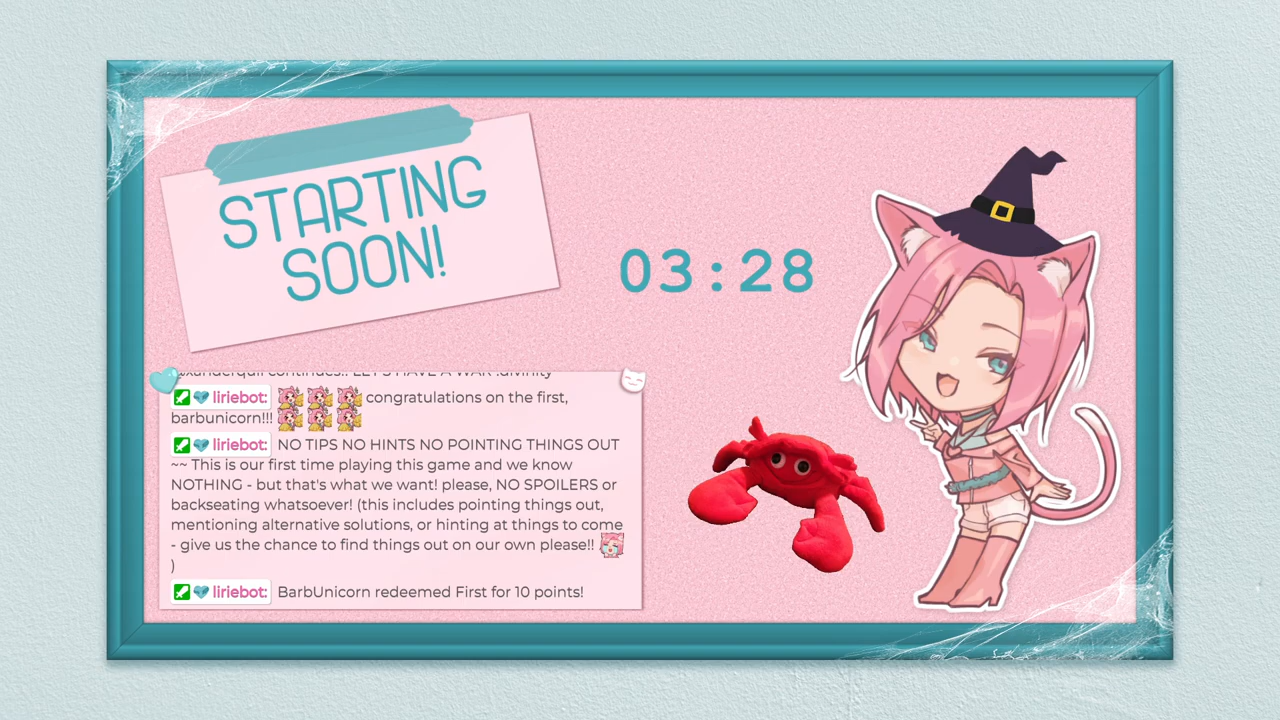 STARTING
SOON!
03:28
liriebot: congratulations on the first,
barbunicorn!!!
liriebot: NO TIPS NO HINTS NO POINTING THINGS OUT
~~ This is our first time playing this game and we know
NOTHING - but that's what we want! please, NO SPOILERS or
backseating whatsoever! (this includes pointing things out,
mentioning alternative solutions, or hinting at things to come
- give us the chance to find things out on our own please!!
)
liriebot: BarbUnicorn redeemed First for 10 points!